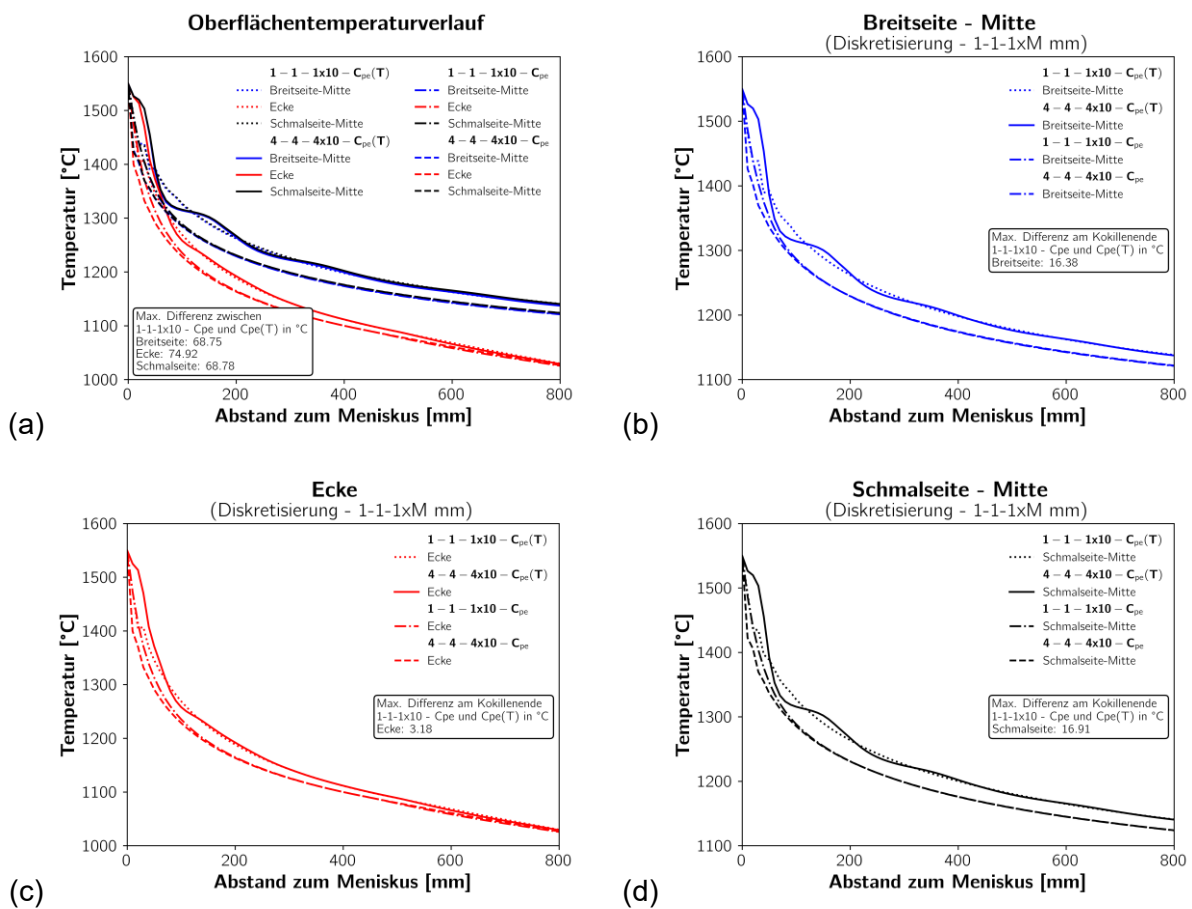 (a)
Oberflächentemperaturverlauf
1600
1500
1400
1300
1200
1100
1000
Temperatur [°C]
1 − 1 − 1x10 − Cpe(T)
Breitseite-Mitte
Ecke
Schmalseite-Mitte
4 − 4 − 4x10 − Cpe(T)
Breitseite-Mitte
Ecke
Schmalseite-Mitte
1 − 1 − 1x10 − Cpe
Breitseite-Mitte
Ecke
Schmalseite-Mitte
4 − 4 − 4x10 − Cpe
Breitseite-Mitte
Ecke
Schmalseite-Mitte
Max. Differenz zwischen
1-1-1x10 - Cpe und Cpe(T) in °C
Breitseite: 68.75
Ecke: 74.92
Schmalseite: 68.78
0 200 400 600 800
Abstand zum Meniskus [mm]
(b)
Breitseite - Mitte
(Diskretisierung - 1-1-1xM mm)
1600
1500
1400
1300
1200
1100
Temperatur [°C]
1 − 1 − 1x10 − Cpe(T)
Breitseite-Mitte
4 − 4 − 4x10 − Cpe(T)
Breitseite-Mitte
1 − 1 − 1x10 − Cpe
Breitseite-Mitte
4 − 4 − 4x10 − Cpe
Breitseite-Mitte
Max. Differenz am Kokillenende
1-1-1x10 - Cpe und Cpe(T) in °C
Breitseite: 16.38
0 200 400 600 800
Abstand zum Meniskus [mm]
(c)
Ecke
(Diskretisierung - 1-1-1xM mm)
1600
1500
1400
1300
1200
1100
1000
Temperatur [°C]
1 − 1 − 1x10 − Cpe(T)
Ecke
4 − 4 − 4x10 − Cpe(T)
Ecke
1 − 1 − 1x10 − Cpe
Ecke
4 − 4 − 4x10 − Cpe
Ecke
Max. Differenz am Kokillenende
1-1-1x10 - Cpe und Cpe(T) in °C
Ecke: 3.18
0 200 400 600 800
Abstand zum Meniskus [mm]
(d)
Schmalseite - Mitte
(Diskretisierung - 1-1-1xM mm)
1600
1500
1400
1300
1200
1100
Temperatur [°C]
1 − 1 − 1x10 − Cpe(T)
Schmalseite-Mitte
4 − 4 − 4x10 − Cpe(T)
Schmalseite-Mitte
1 − 1 − 1x10 − Cpe
Schmalseite-Mitte
4 − 4 − 4x10 − Cpe
Schmalseite-Mitte
Max. Differenz am Kokillenende
1-1-1x10 - Cpe und Cpe(T) in °C
Schmalseite: 16.91
0 200 400 600 800
Abstand zum Meniskus [mm]